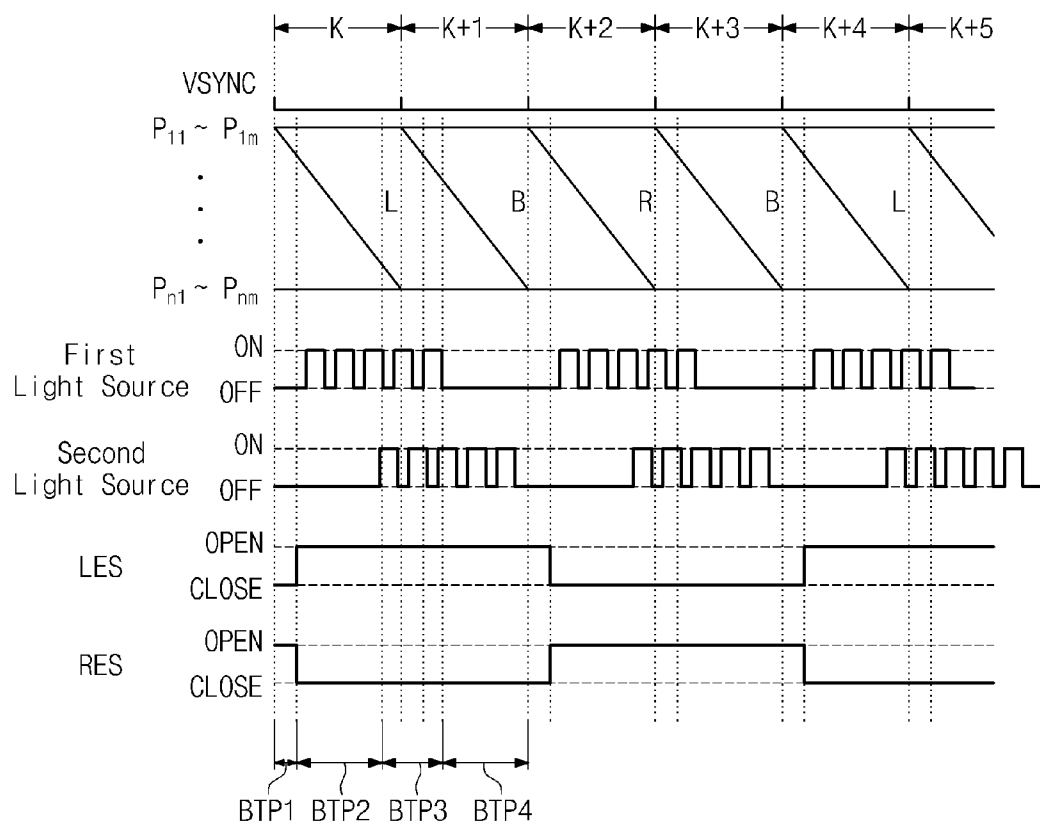 K K+1 K+2 K+3 K+4 K+5
VSYNC
P11 ~ P1m
L B R B L
Pn1 ~ Pnm
First
Light Source
ON
OFF
Second
Light Source
ON
OFF
LES
OPEN
CLOSE
RES
OPEN
CLOSE
BTP1 BTP2 BTP3 BTP4